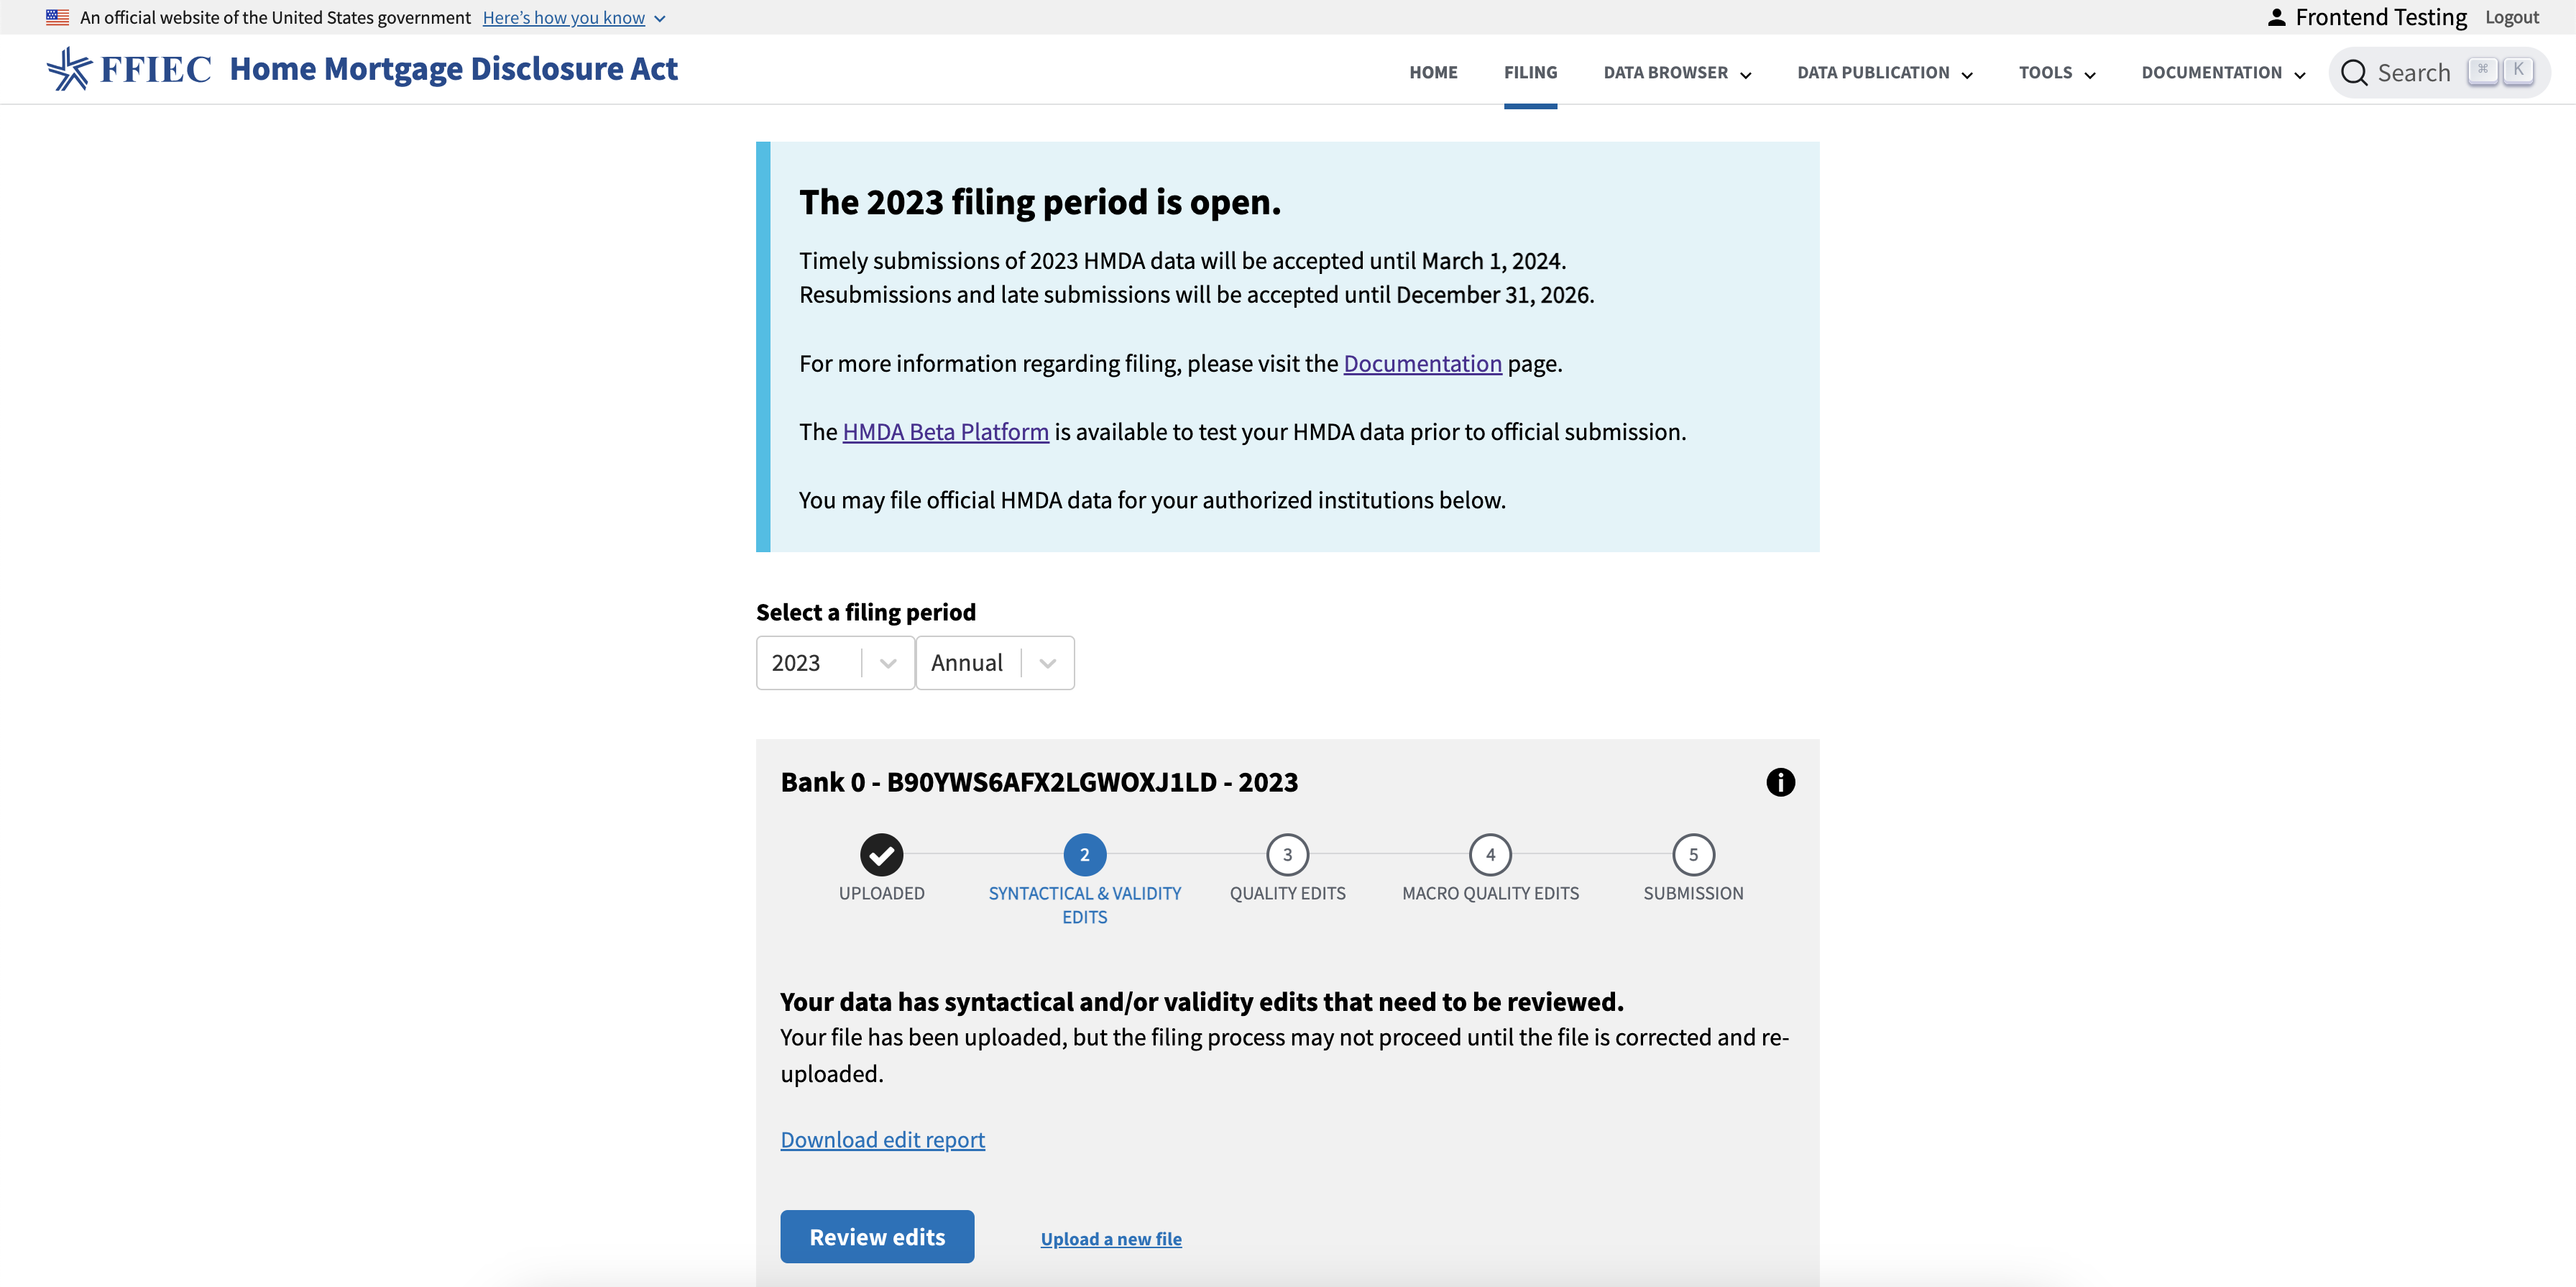 An official website of the United States government Here's how you know
Frontend Testing Logout
FFIEC Home Mortgage Disclosure Act
HOME FILING DATA BROWSER DATA PUBLICATION TOOLS DOCUMENTATION Search ⌘ K
The 2023 filing period is open.
Timely submissions of 2023 HMDA data will be accepted until March 1, 2024.
Resubmissions and late submissions will be accepted until December 31, 2026.
For more information regarding filing, please visit the Documentation page.
The HMDA Beta Platform is available to test your HMDA data prior to official submission.
You may file official HMDA data for your authorized institutions below.
Select a filing period
2023 Annual
Bank 0 - B90YWS6AFX2LGWOXJ1LD - 2023
2 3 4 5
UPLOADED SYNTACTICAL & VALIDITY QUALITY EDITS MACRO QUALITY EDITS SUBMISSION
EDITS
Your data has syntactical and/or validity edits that need to be reviewed.
Your file has been uploaded, but the filing process may not proceed until the file is corrected and re-
uploaded.
Download edit report
Review edits Upload a new file